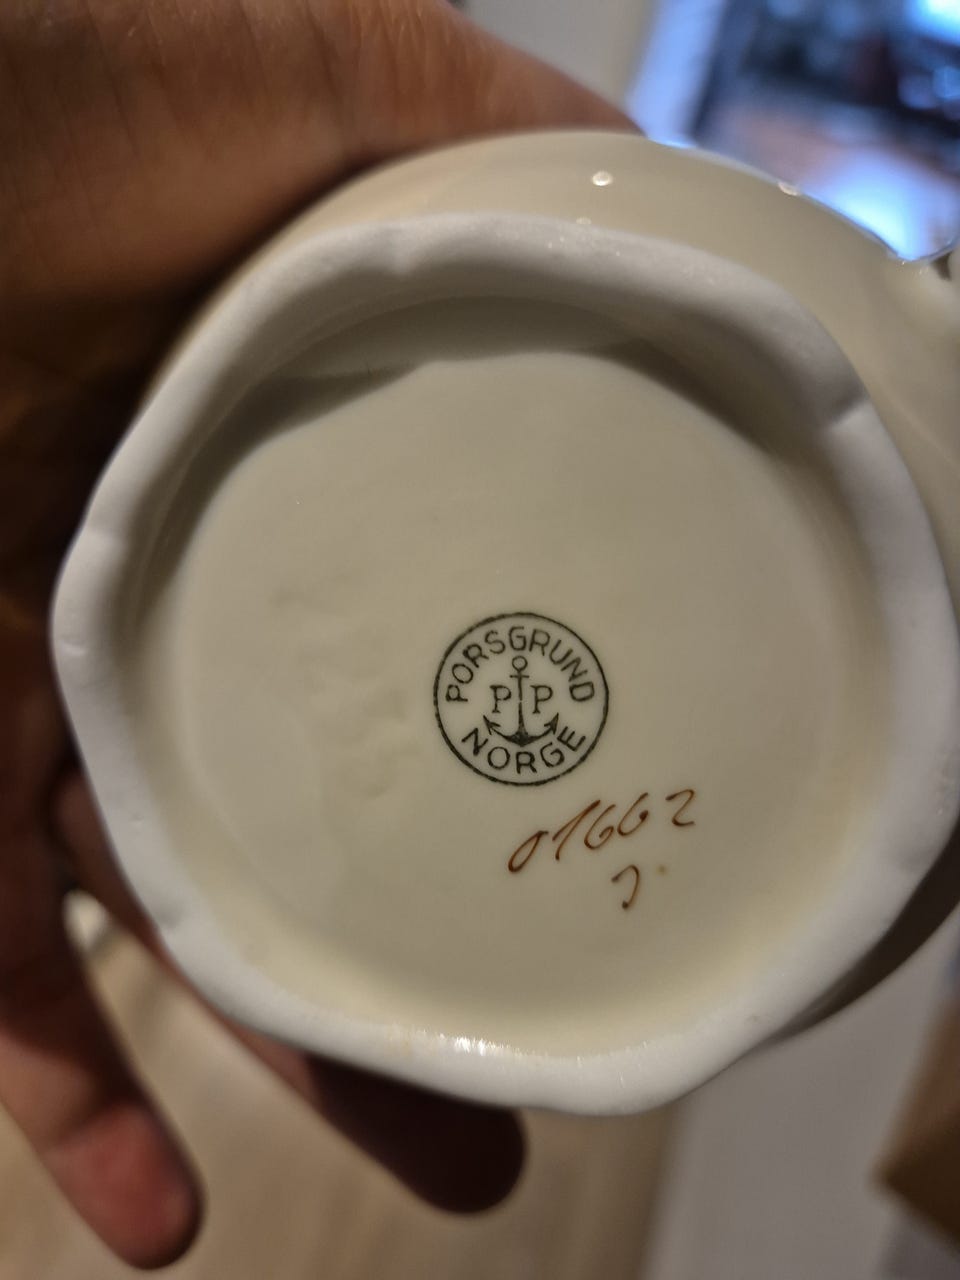 PORSGRUND
P P
NORGE
01662
J.